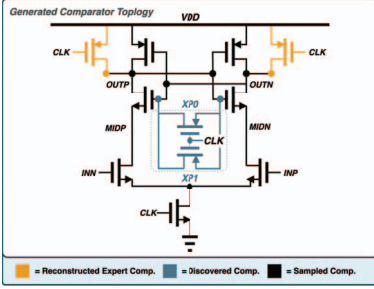 Generated Comparator Toplogy
VDD
CLK
CLK
OUTP
OUTN
XP0
MIDP
MIDN
CLK
INN
XP1
INP
CLK
= Reconstructed Expert Comp.
= Discovered Comp.
= Sampled Comp.